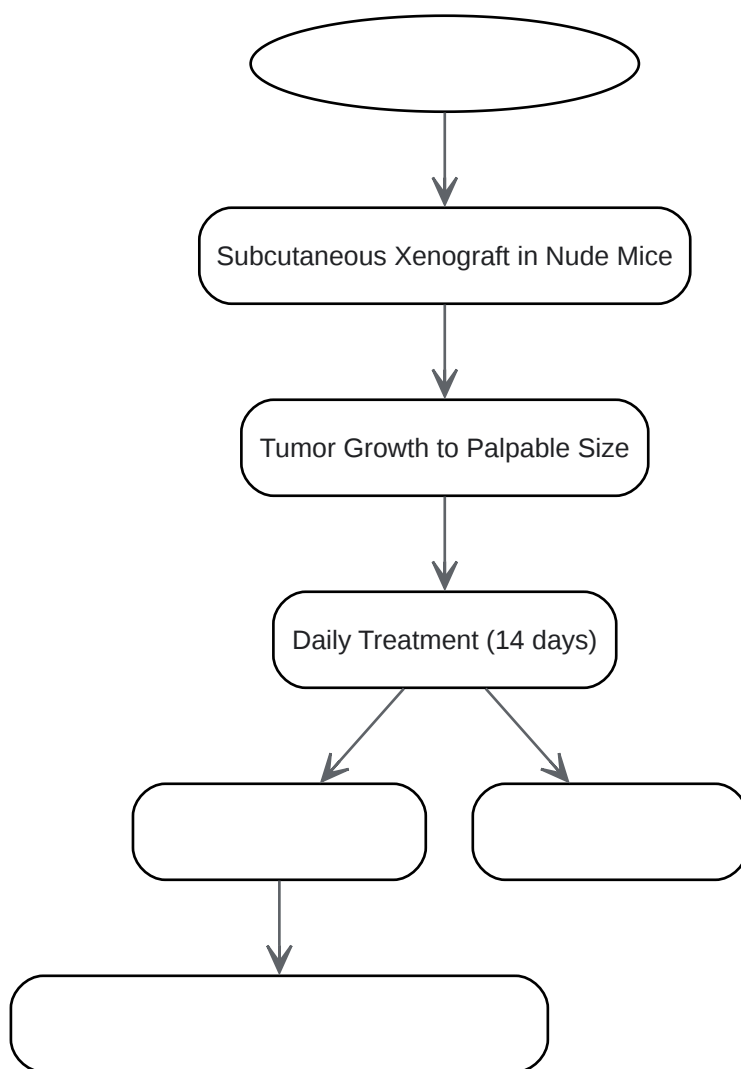 Subcutaneous Xenograft in Nude Mice
Tumor Growth to Palpable Size
Daily Treatment (14 days)